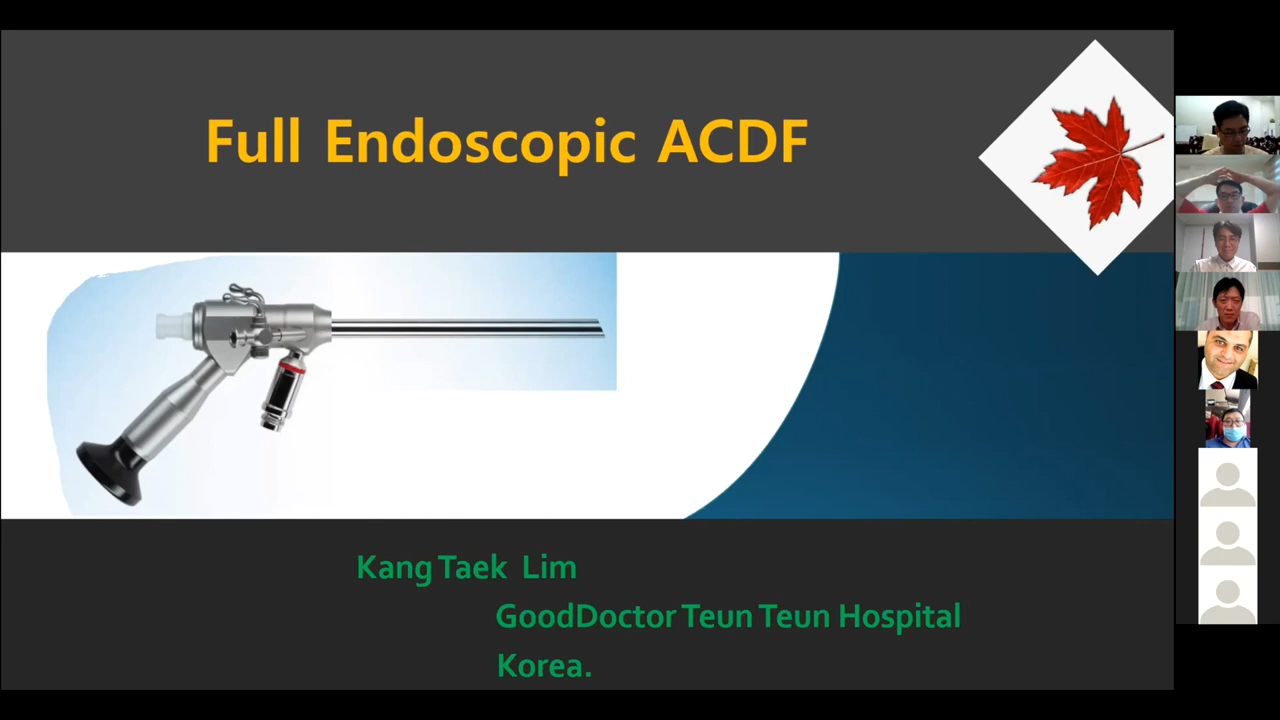 Full Endoscopic ACDF
Kang Taek Lim
GoodDoctor Teun Teun Hospital
Korea.